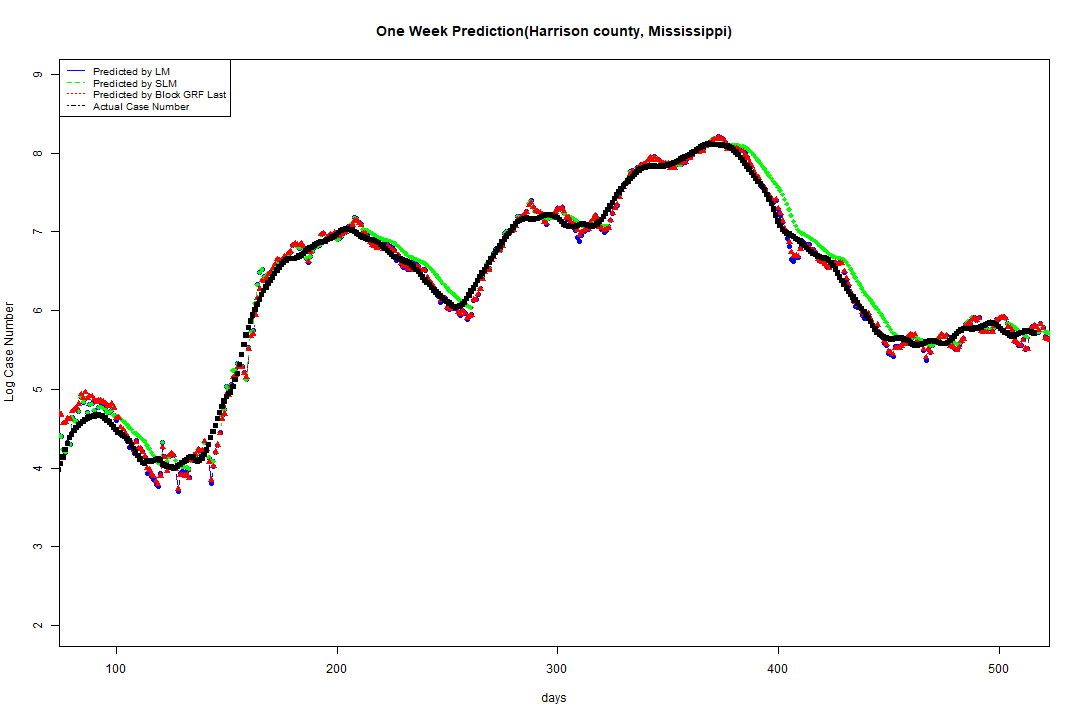 One Week Prediction(Harrison county, Mississippi)
Predicted by LM
Predicted by SLM
Predicted by Block GRF Last
Actual Case Number
9
8
7
6
5
4
3
2
Log Case Number
100 200 300 400 500
days